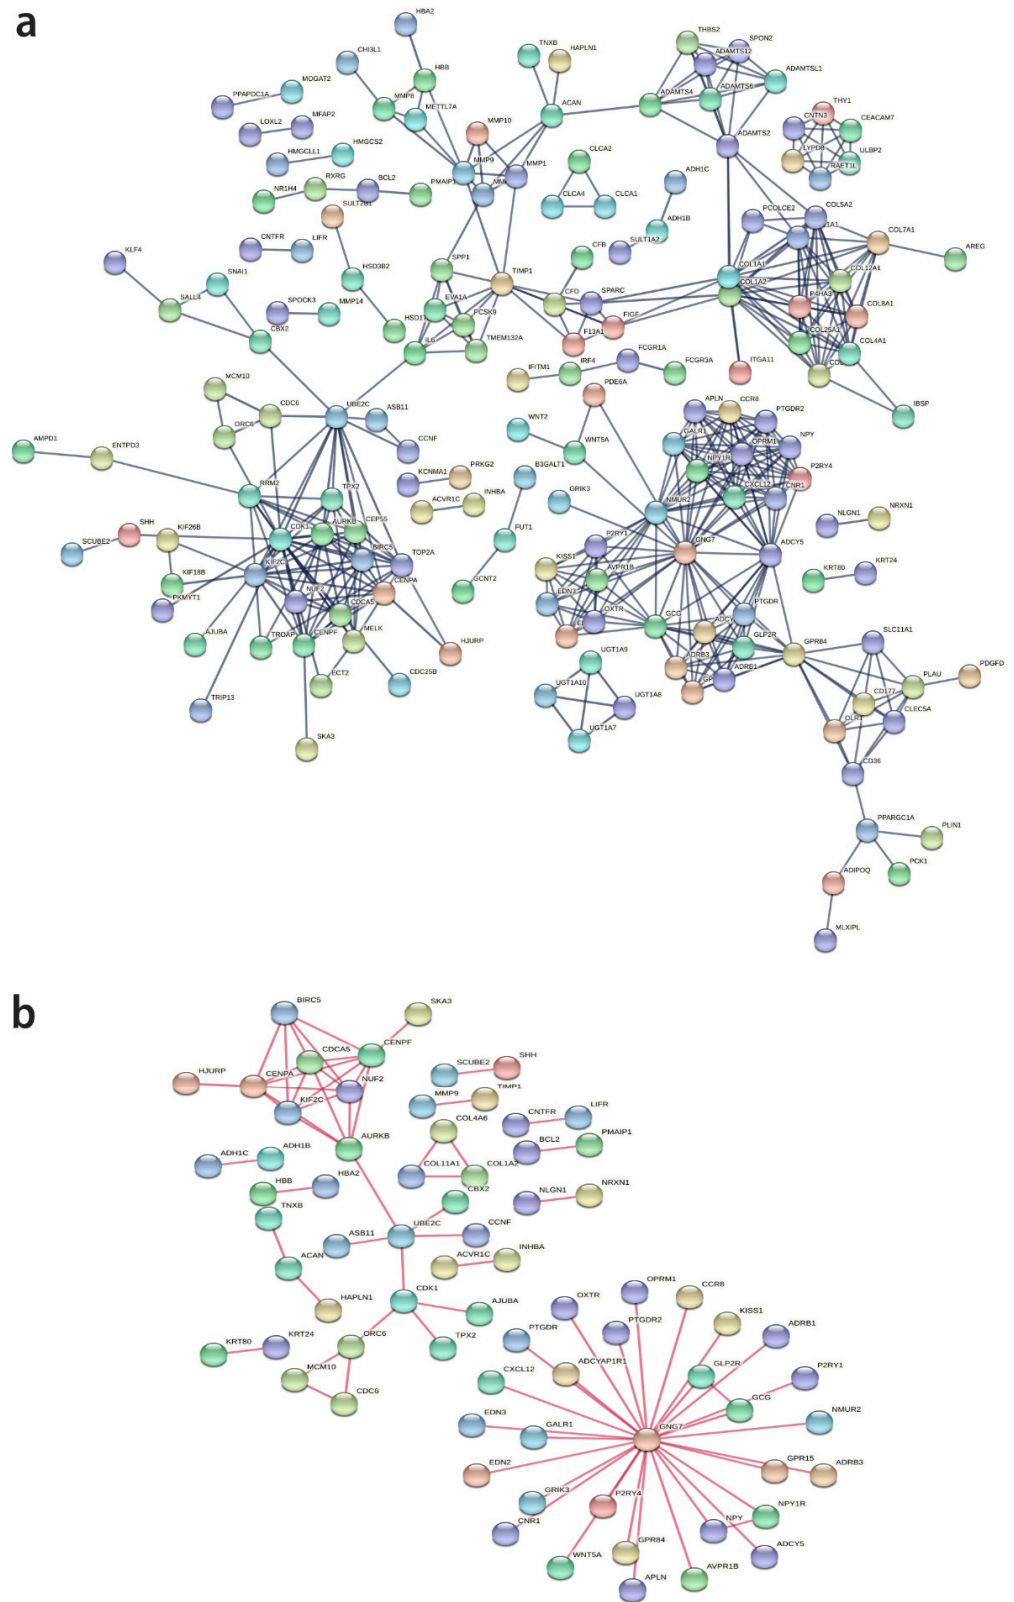 a
HBA2
THBS2
SPON2
TNXB
HAPLN1
ADAMTS12
CHI3L1
HBB
ADAMTSL1
MOGAT2
MMP8
ADAMTS4
ADAMTS6
PPAPDC1A
METTL7A
ACAN
THY1
LOXL2
MFAP2
MMP10
CNTN3
CEACAM7
ADAMTS2
HMGCS2
CLCA2
LYPD8
ULBP2
HMGCLL1
MMP9
MMP1
RAET1L
RXRG
BCL2
ADH1C
NR1H4
PMAIP1
CLCA4
CLCA1
SULT2B1
PCOLCE2
COL5A2
ADH1B
CNTFR
LIFR
SULT1A2
COL7A1
KLF4
CFB
AREG
SNAI1
HSD3B2
SPP1
COL1A1
COL12A1
TIMP1
COL1A2
SALL4
SPOCK3
MMP14
EVA1A
CFD
SPARC
P4HA3
COL8A1
PCSK9
FIGF
CBX2
F13A1
COL25A1
IL6
TMEM132A
COL4A1
FCGR1A
IRF4
FCGR3A
IFITM1
ITGA11
MCM10
PDE6A
CDC6
UBE2C
ASB11
APLN
CCR8
PTGDR2
IBSP
WNT2
ORC6
CCNF
GALR1
OPRM1
NPY
AMPD1
ENTPD3
WNT5A
NPY1R
P2RY4
KCNMA1
PRKG2
B3GALT1
RRM2
TPX2
CXCL12
CNR1
ACVR1C
INHBA
GRIK3
NMUR2
NLGN1
NRXN1
SHH
KIF26B
CDK1
AURKB
CEP55
FUT1
P2RY1
GNG7
ADCY5
SCUBE2
BIRC5
TOP2A
KISS1
KIF2C
AVPR1B
KRT80
KRT24
KIF18B
GCNT2
NUF2
CENPA
EDN3
PKMYT1
CDCA5
OXTR
GCG
PTGDR
AJUBA
TROAP
CENPF
MELK
HJURP
GLP2R
GPR84
SLC11A1
UGT1A9
ADRB3
ADRB1
PLAU
PDGFD
ECT2
CDC25B
UGT1A10
CD177
TRIP13
UGT1A8
CLEC5A
OLR1
UGT1A7
SKA3
CD36
PPARGC1A
PLIN1
ADIPOQ
PCK1
MLXIPL
b
BIRC5
SKA3
CDCA5
CENPF
SCUBE2
SHH
HJURP
CENPA
NUF2
MMP9
TIMP1
KIF2C
CNTFR
LIFR
COL4A6
AURKB
BCL2
PMAIP1
ADH1C
ADH1B
COL11A1
COL1A2
HBB
HBA2
NLGN1
NRXN1
TNXB
CBX2
ASB11
UBE2C
CCNF
ACAN
ACVR1C
INHBA
OPRM1
HAPLN1
CDK1
AJUBA
OXTR
CCR8
KISS1
KRT80
KRT24
ORC6
TPX2
PTGDR
PTGDR2
ADRB1
MCM10
CXCL12
ADCYAP1R1
GLP2R
P2RY1
CDC6
GCG
EDN3
GALR1
GNG7
NMUR2
EDN2
GPR15
ADRB3
GRIK3
P2RY4
NPY1R
CNR1
NPY
WNT5A
GPR84
ADCY5
APLN
AVPR1B